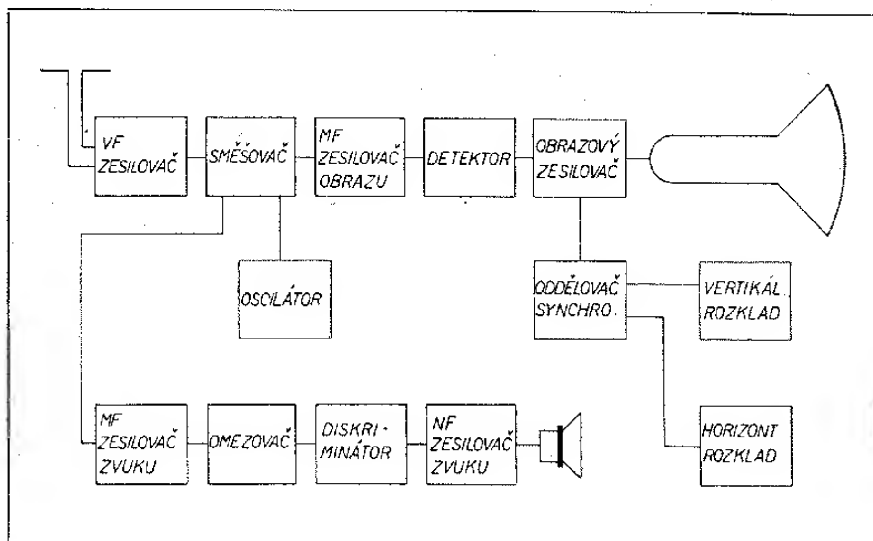 VF
ZESILOVAČ
SMĚŠOVAČ
MF
ZESILOVAČ
OBRAZU
DETEKTOR
OBRAZOVÝ
ZESILOVAČ
OSCILÁTOR
ODDĚLOVAČ
SYNCHRO.
VERTIKÁL.
ROZKLAD
MF
ZESILOVAČ
ZVUKU
OMEZOVAČ
DISKRI-
MINÁTOR
NF
ZESILOVAČ
ZVUKU
HORIZONT
ROZKLAD